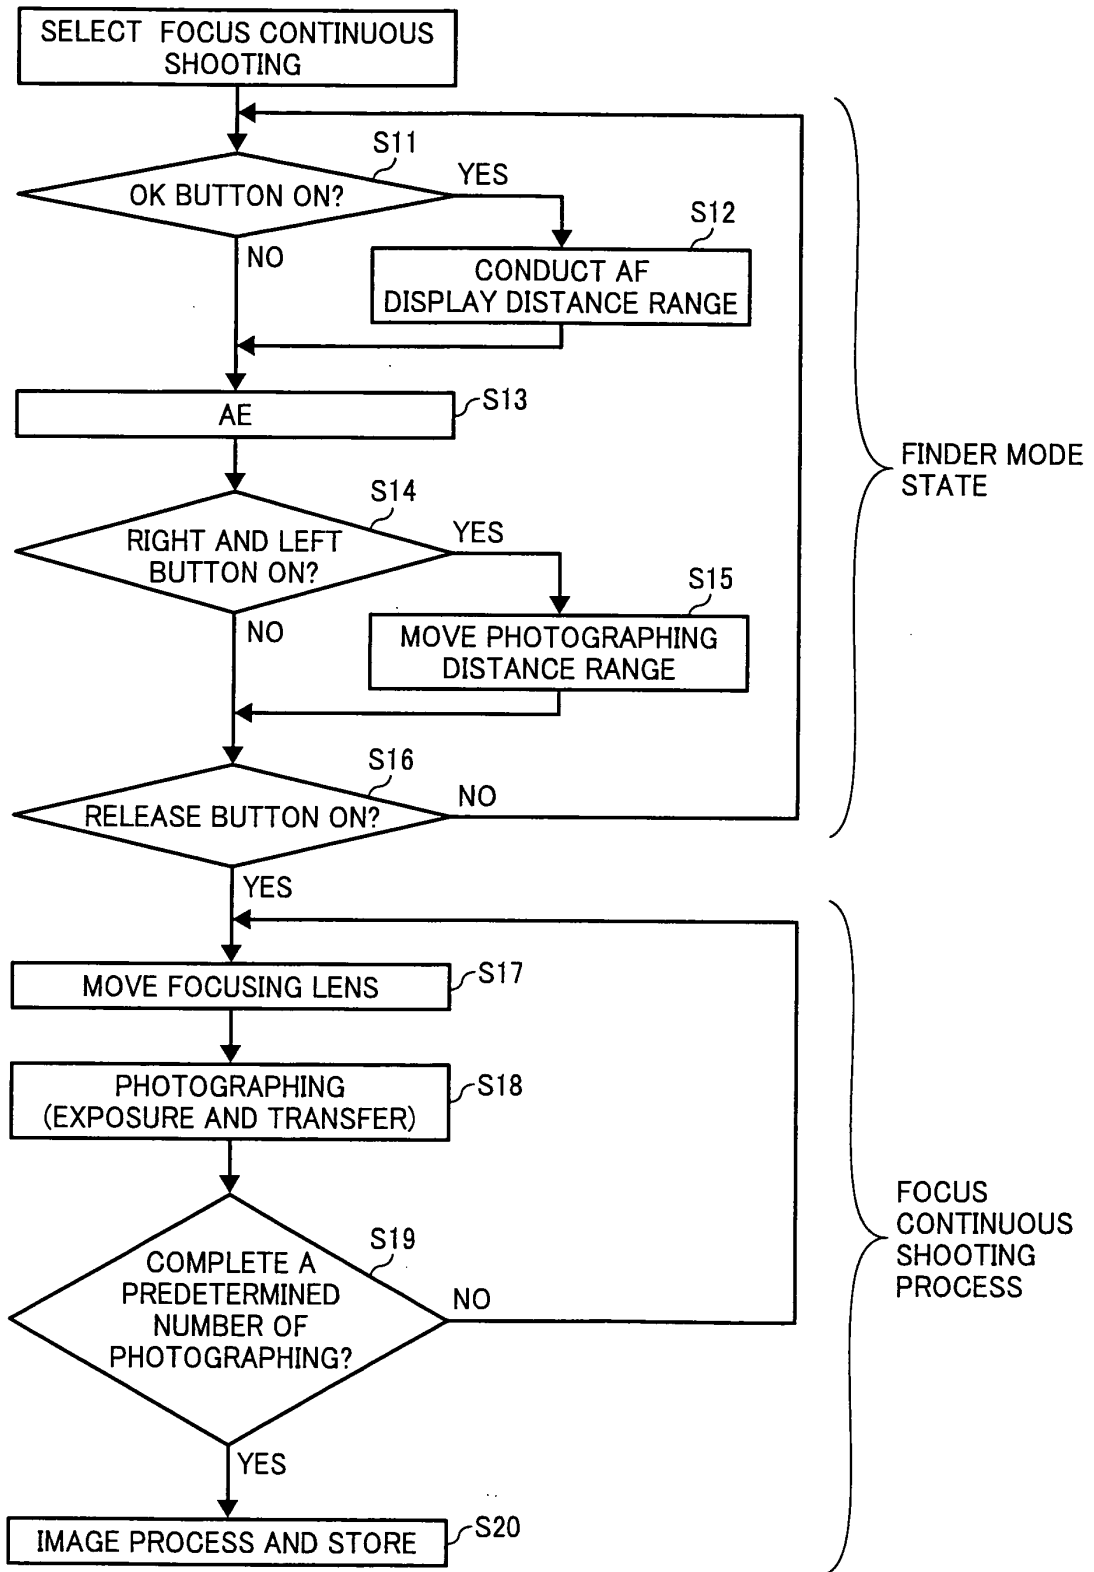 SELECT FOCUS CONTINUOUS
SHOOTING
S11
OK BUTTON ON?
YES
NO
S12
CONDUCT AF
DISPLAY DISTANCE RANGE
AE
S13
S14
RIGHT AND LEFT
BUTTON ON?
YES
NO
S15
MOVE PHOTOGRAPHING
DISTANCE RANGE
S16
RELEASE BUTTON ON?
NO
YES
FINDER MODE
STATE
MOVE FOCUSING LENS
S17
PHOTOGRAPHING
(EXPOSURE AND TRANSFER)
S18
S19
COMPLETE A
PREDETERMINED
NUMBER OF
PHOTOGRAPHING?
NO
YES
IMAGE PROCESS AND STORE
S20
FOCUS
CONTINUOUS
SHOOTING
PROCESS